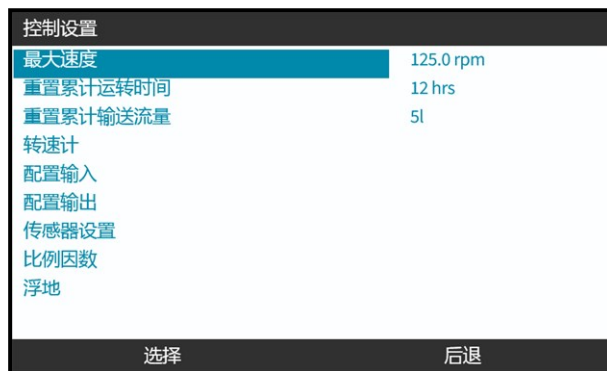 控制设置
最大速度 125.0 rpm
重置累计运转时间 12 hrs
重置累计输送流量 5l
转速计
配置输入
配置输出
传感器设置
比例因数
浮地
选择 后退